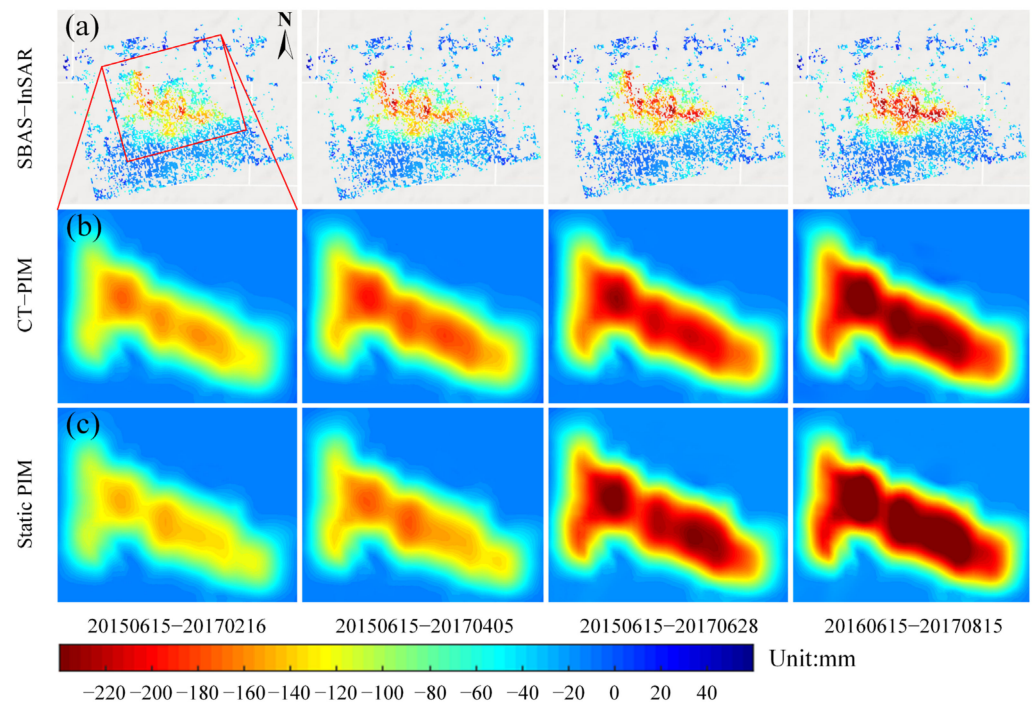 (a)
N
SBAS−InSAR
(b)
CT−PIM
(c)
Static PIM
20150615−20170216
20150615−20170405
20150615−20170628
20160615−20170815
Unit:mm
−220 −200 −180 −160 −140 −120 −100 −80 −60 −40 −20 0 20 40